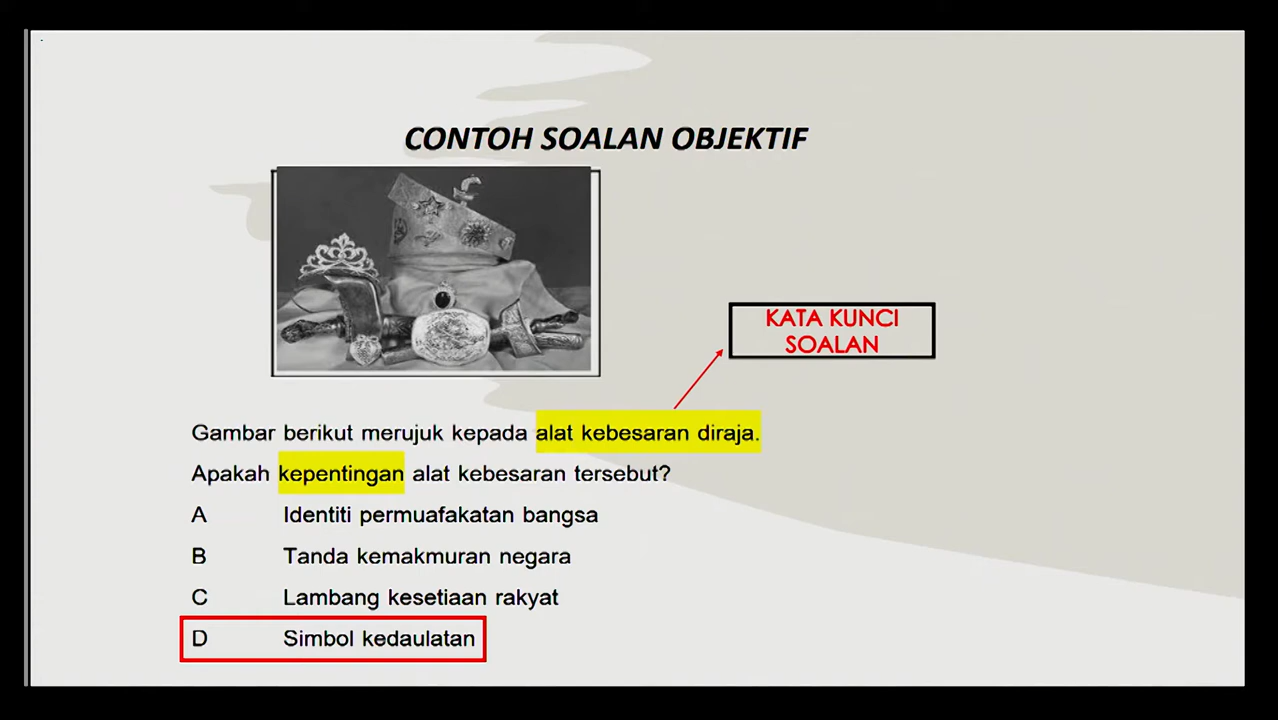 CONTOH SOALAN OBJEKTIF
KATA KUNCI
SOALAN
Gambar berikut merujuk kepada alat kebesaran diraja.
Apakah kepentingan alat kebesaran tersebut?
A Identiti permuafakatan bangsa
B Tanda kemakmuran negara
C Lambang kesetiaan rakyat
D Simbol kedaulatan